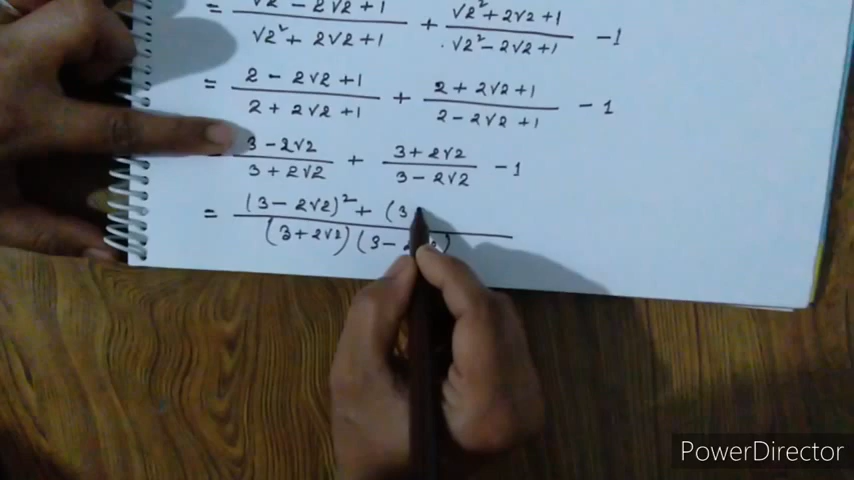 = √2² - 2√2 + 1 / √2² + 2√2 + 1 + √2² + 2√2 + 1 / √2² - 2√2 + 1 - 1
= 2 - 2√2 + 1 / 2 + 2√2 + 1 + 2 + 2√2 + 1 / 2 - 2√2 + 1 - 1
3 - 2√2 / 3 + 2√2 + 3 + 2√2 / 3 - 2√2 - 1
= (3 - 2√2)² + (3 / (3 + 2√2) (3 - 2√2)
PowerDirector